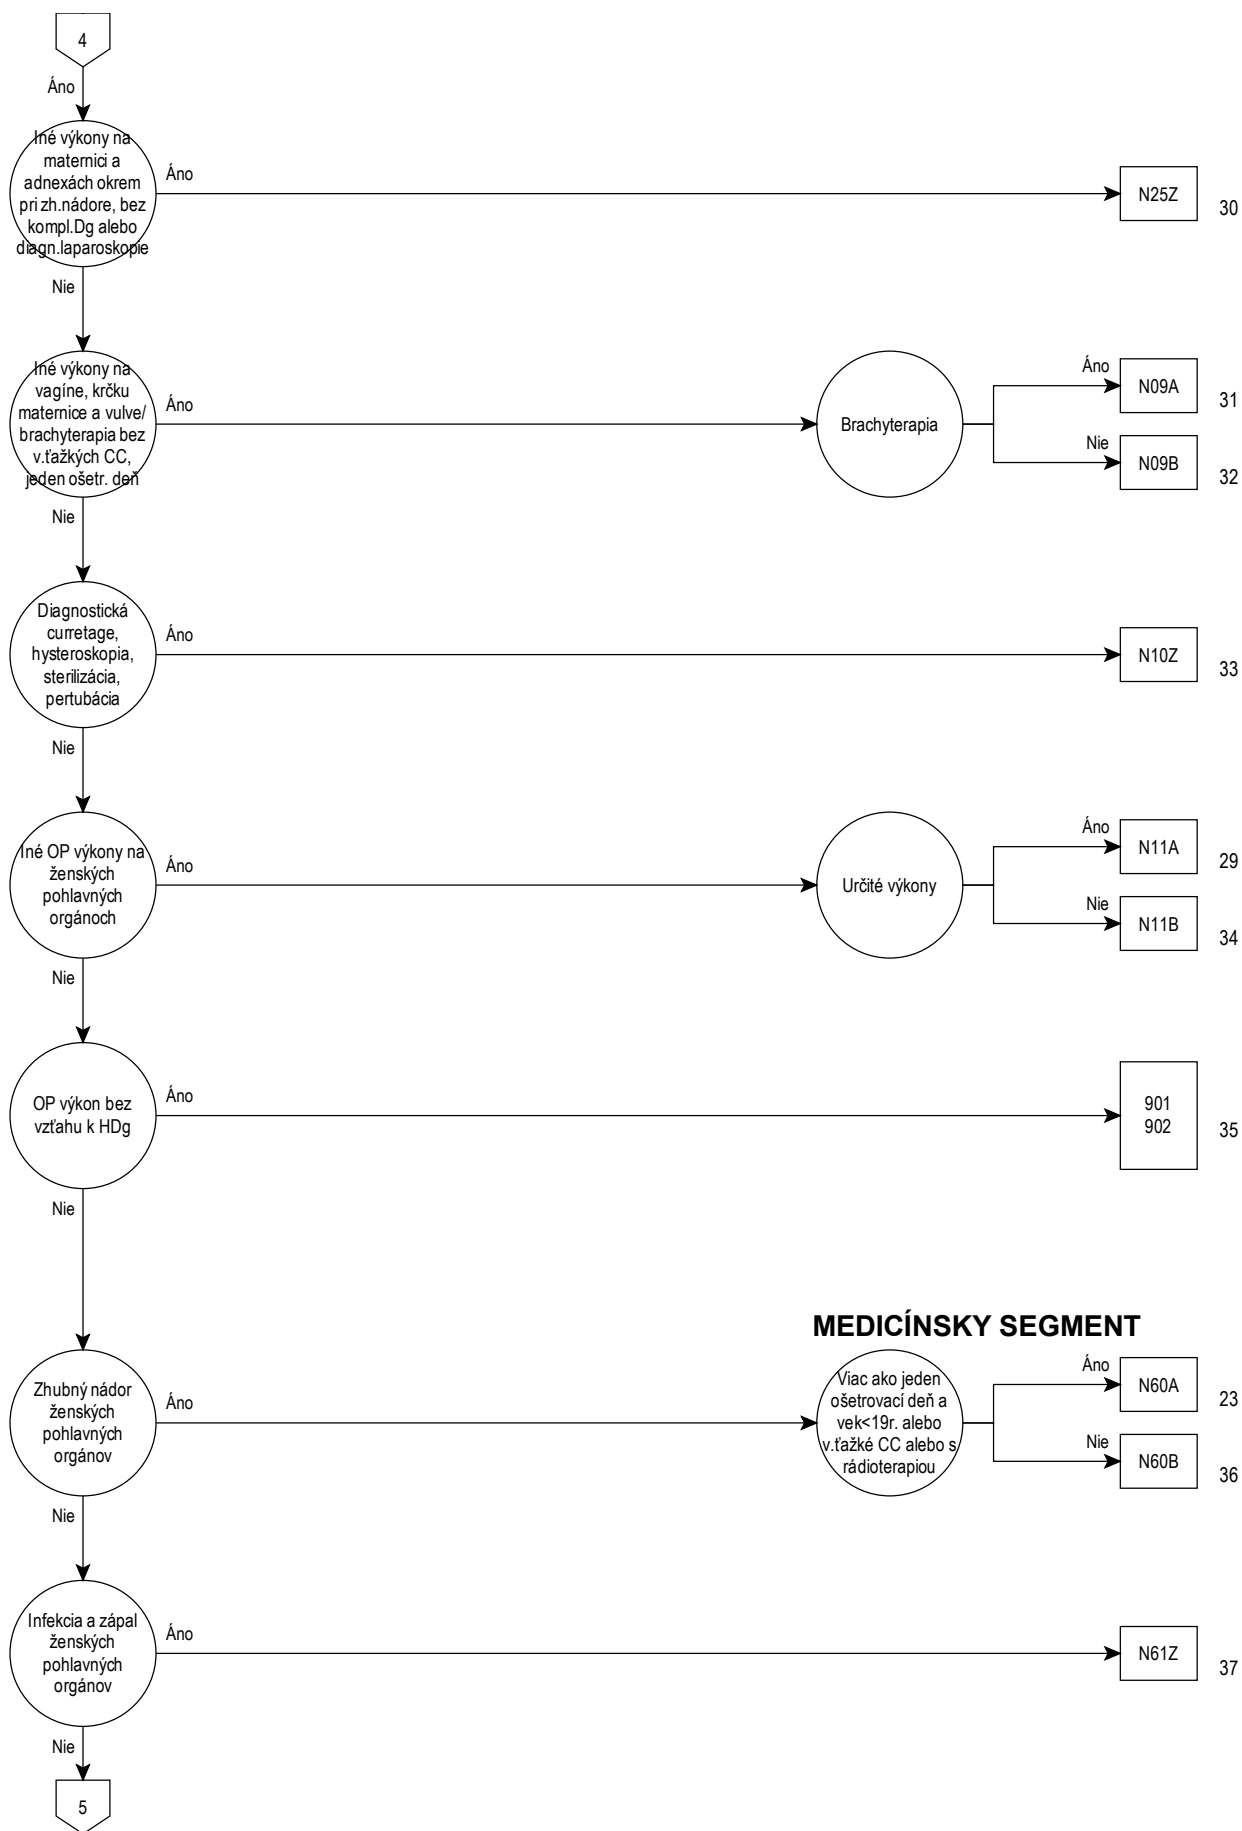 4
Áno
Iné výkony na
maternici a
adnexách okrem
pri zh.nádore, bez
kompl.Dg alebo
diagn.laparoskopie
Áno
N25Z
30
Nie
Iné výkony na
vagíne, krčku
maternice a vulve/
brachyterapia bez
v.ťažkých CC,
jeden ošetr. deň
Áno
Brachyterapia
Áno
N09A
31
Nie
N09B
32
Nie
Diagnostická
curretage,
hysteroskopia,
sterilizácia,
pertubácia
Áno
N10Z
33
Nie
Iné OP výkony na
ženských
pohlavných
orgánoch
Áno
Určité výkony
Áno
N11A
29
Nie
N11B
34
Nie
OP výkon bez
vzťahu k HDg
Áno
901
902
35
Nie
MEDICÍNSKY SEGMENT
Zhubný nádor
ženských
pohlavných
orgánov
Áno
Viac ako jeden
ošetrovací deň a
vek<19r. alebo
v.ťažké CC alebo s
rádioterapiou
Áno
N60A
23
Nie
N60B
36
Nie
Infekcia a zápal
ženských
pohlavných
orgánov
Áno
N61Z
37
Nie
5